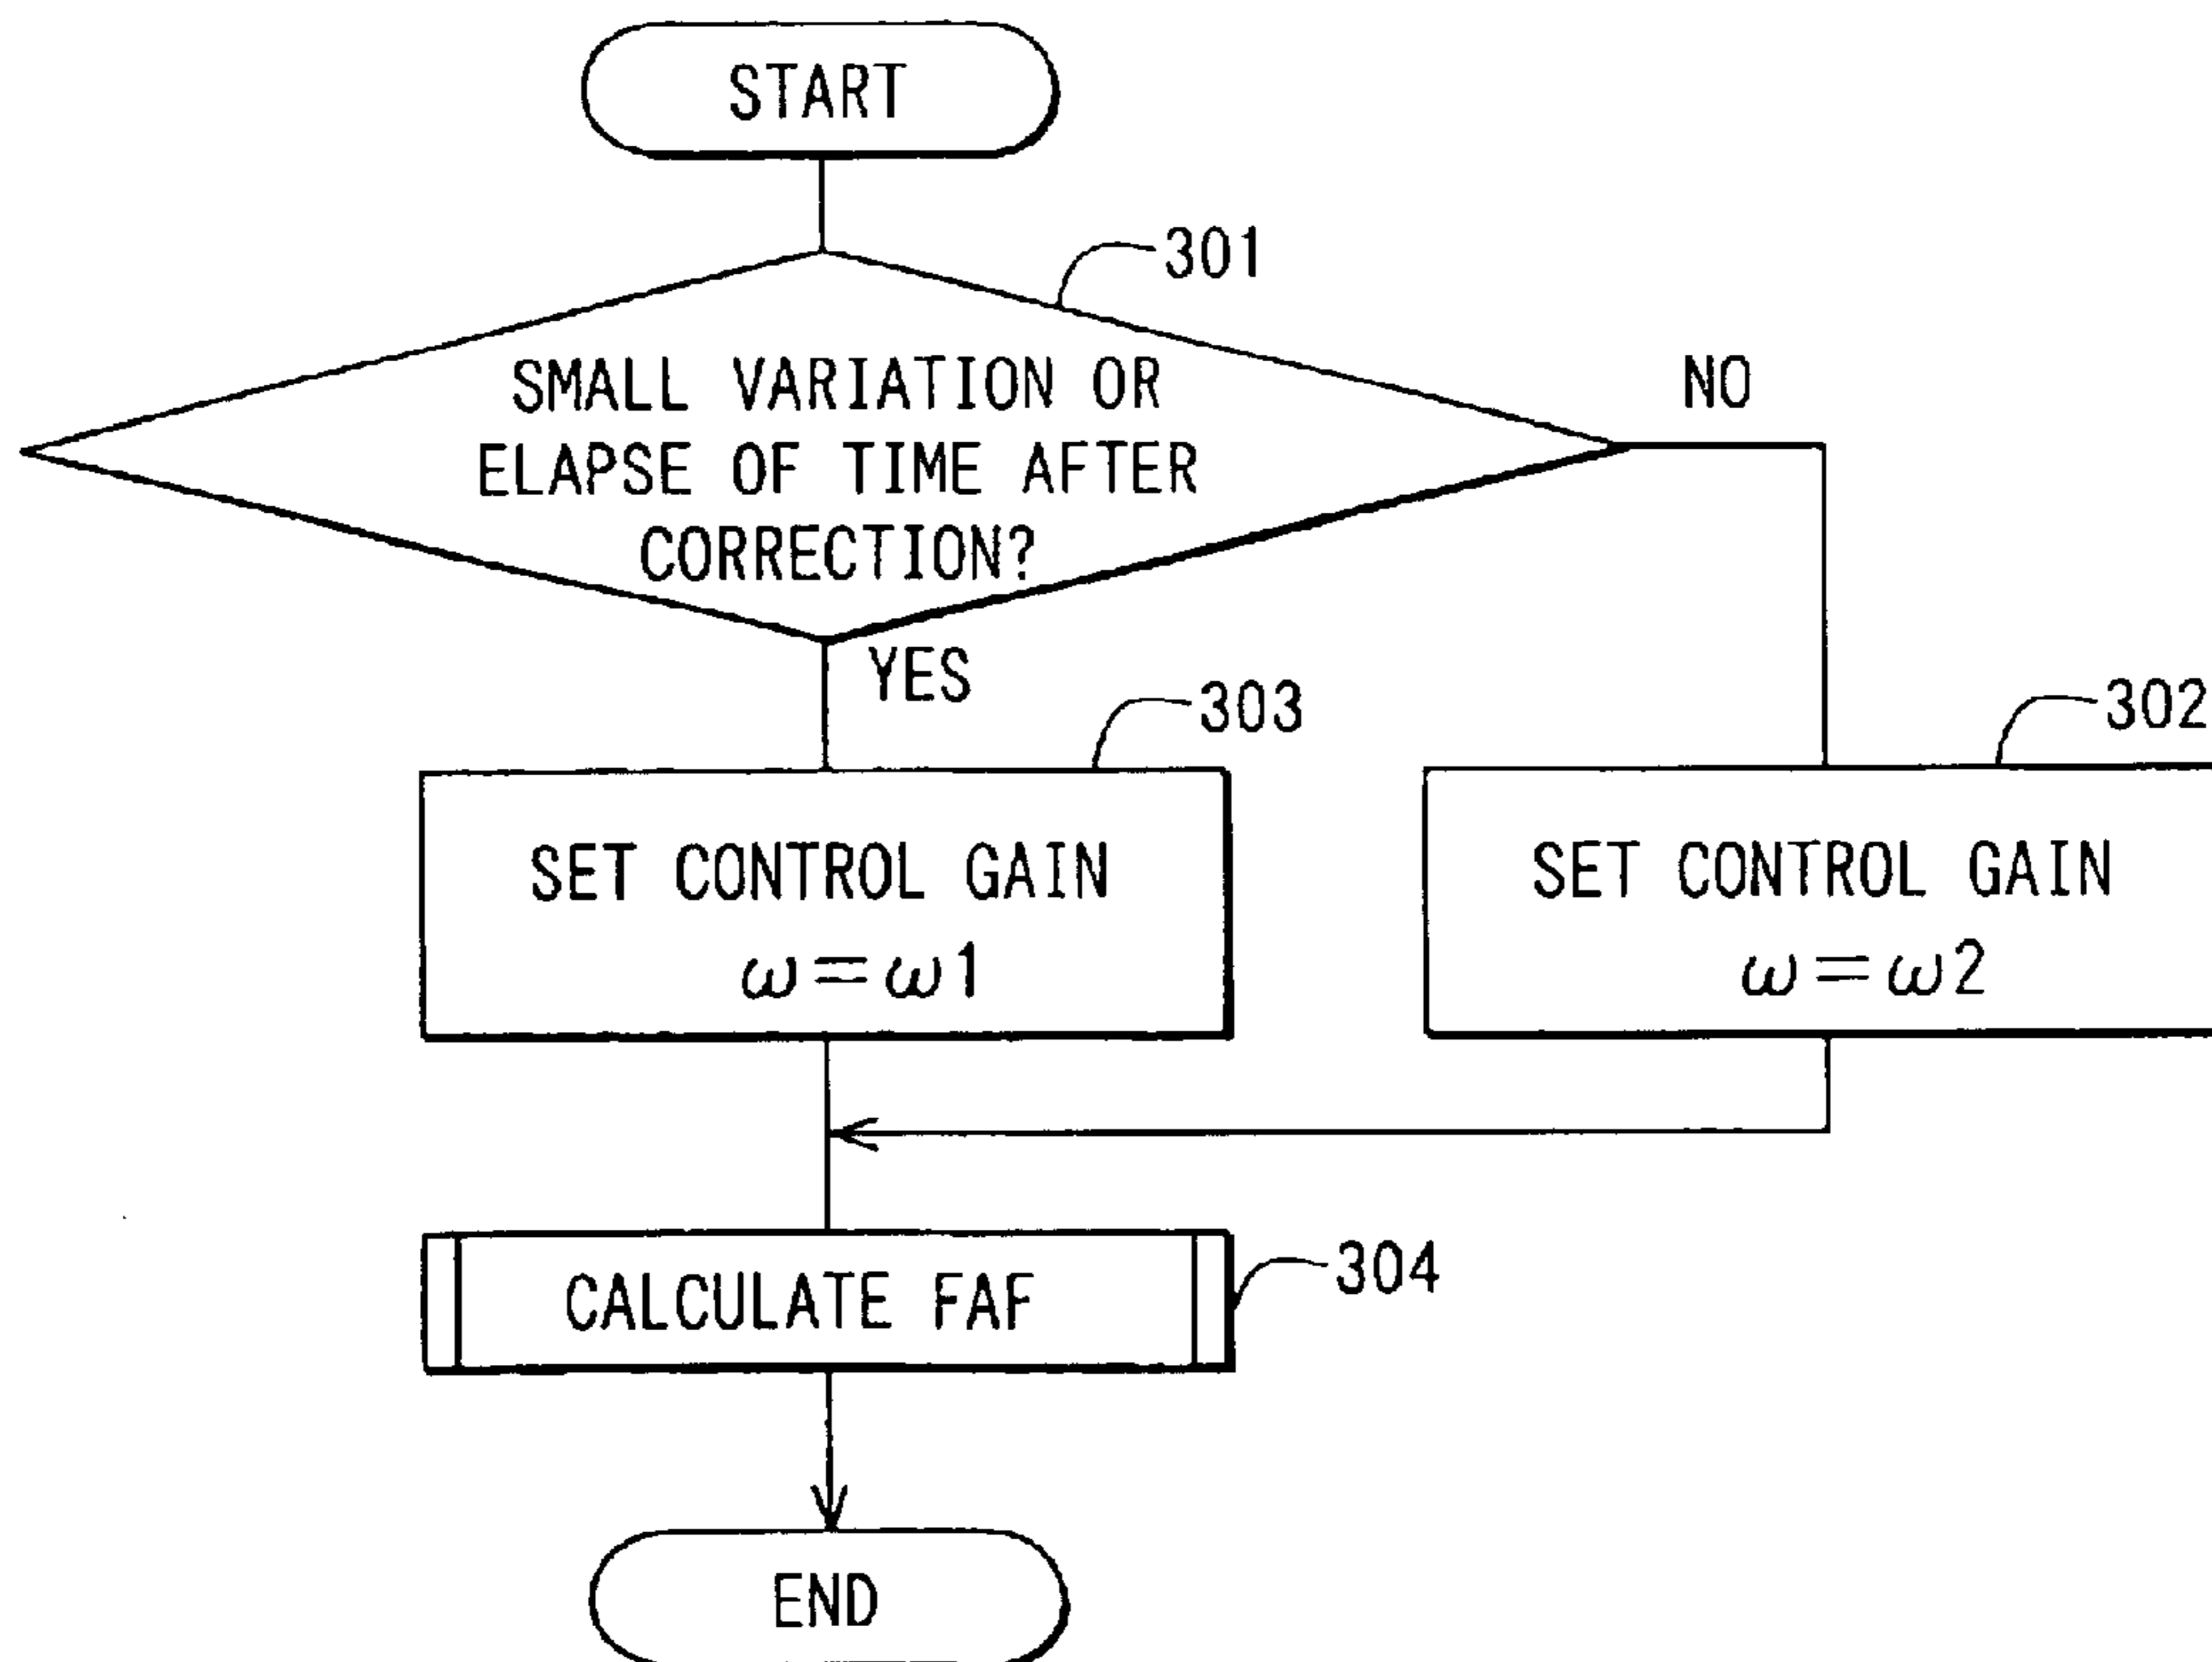 START
301
SMALL VARIATION OR
ELAPSE OF TIME AFTER
CORRECTION?
NO
YES
303
302
SET CONTROL GAIN
ω=ω1
SET CONTROL GAIN
ω=ω2
CALCULATE FAF
304
END